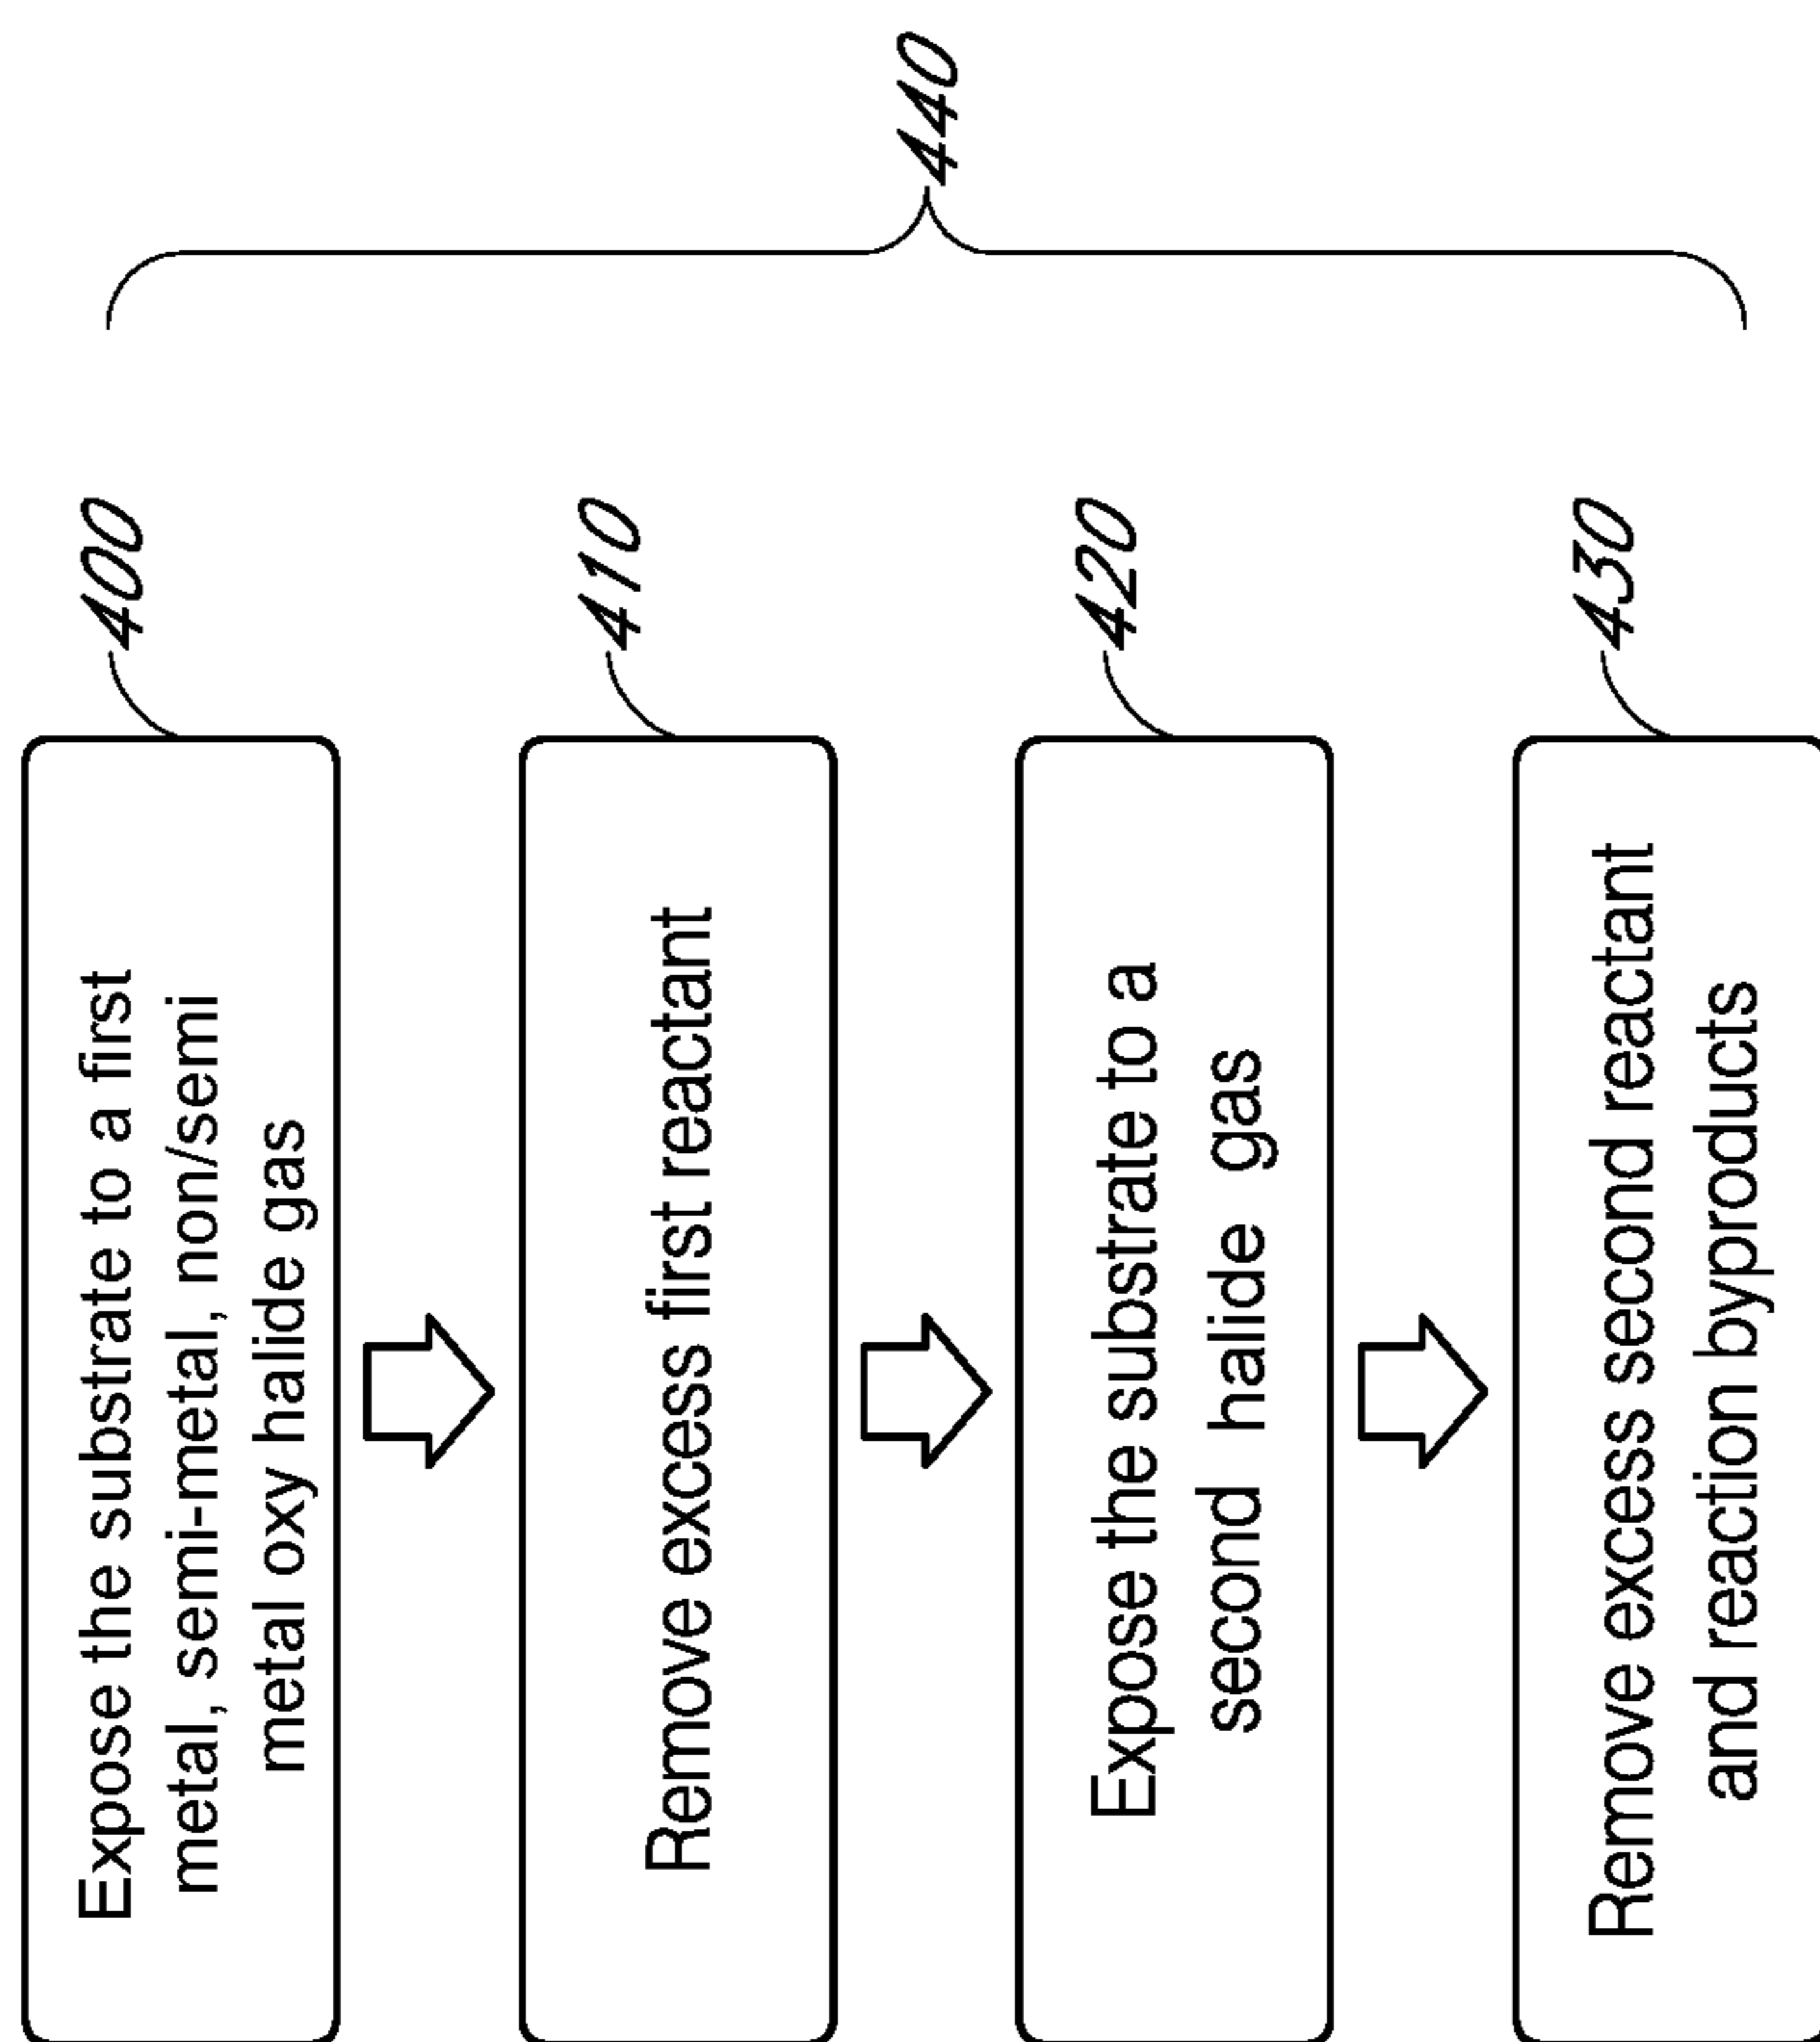 Expose the substrate to a first
metal, semi-metal, non/semi
metal oxy halide gas
400
Remove excess first reactant
410
Expose the substrate to a
second halide gas
420
Remove excess second reactant
and reaction byproducts
430
440